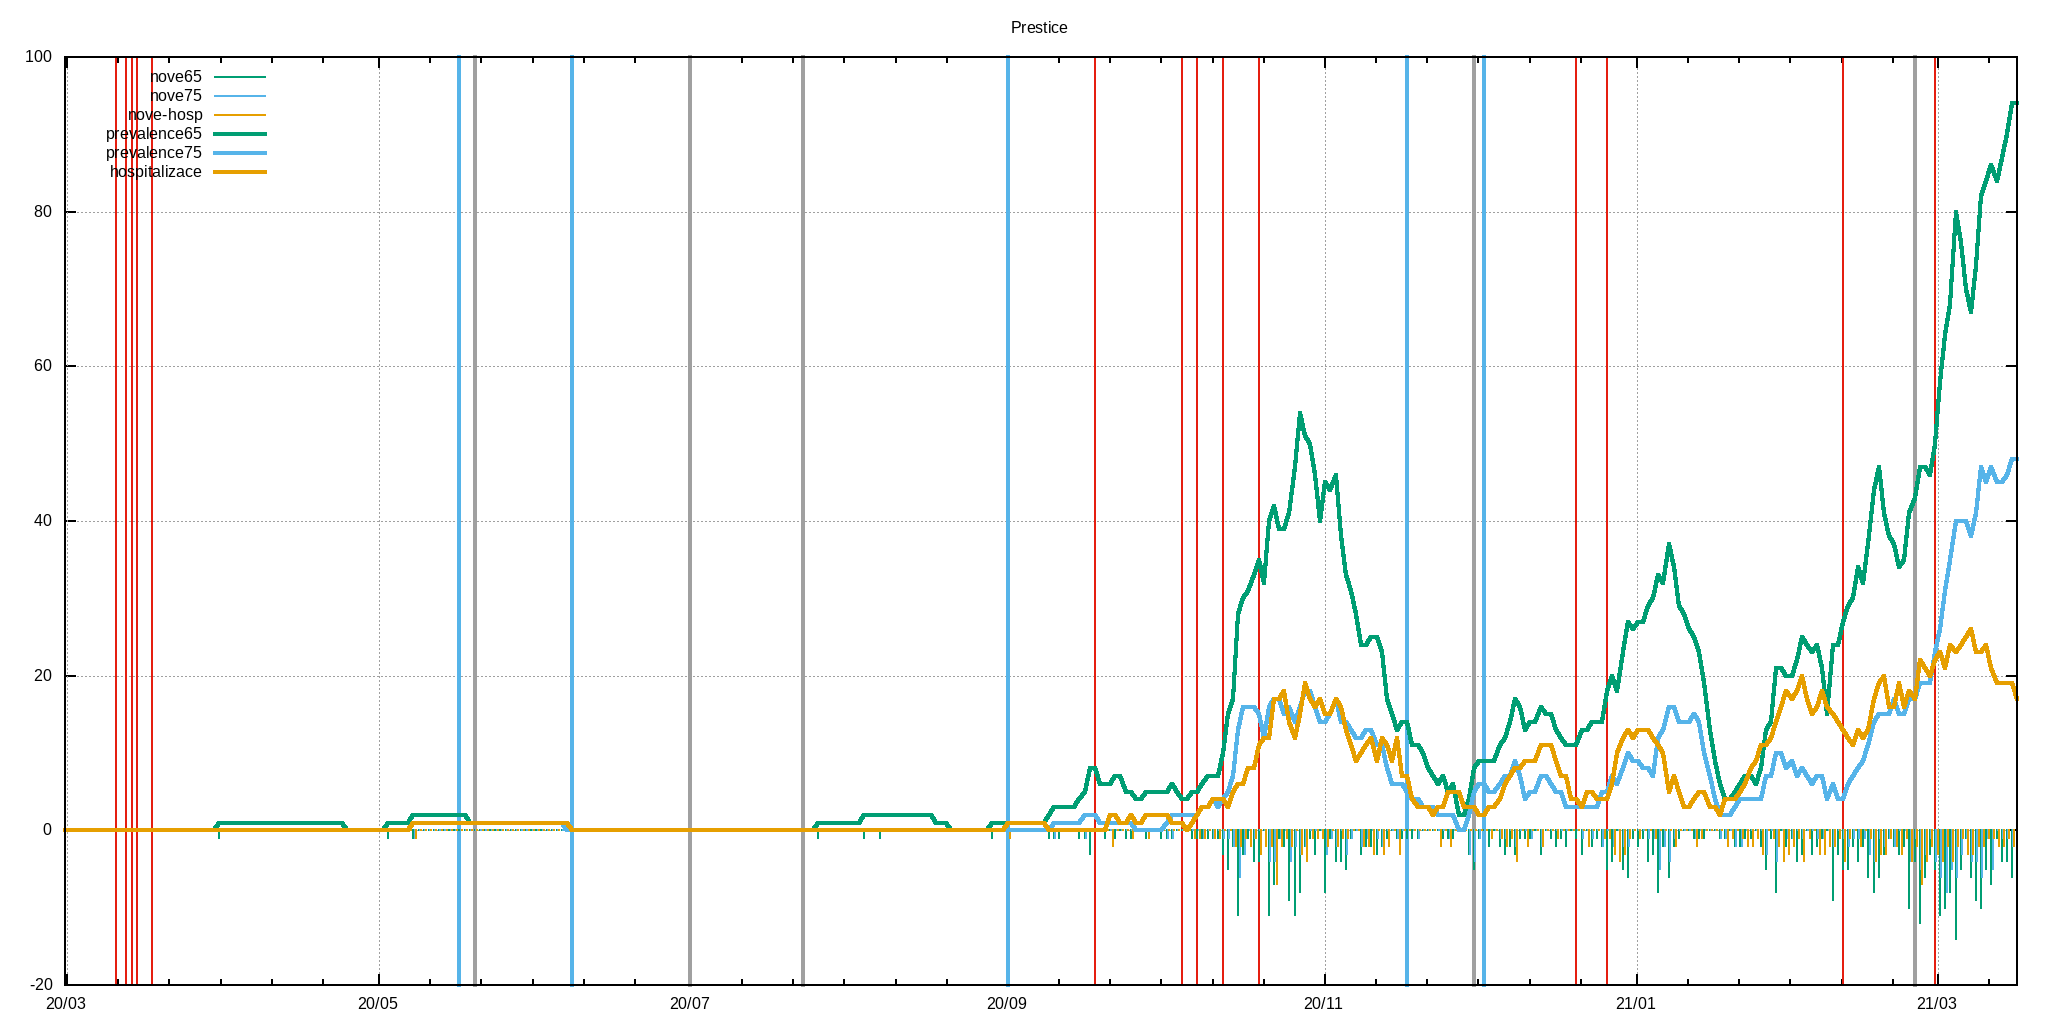 Prestice
100
80
60
40
20
0
-20
nove65
nove75
nove-hosp
prevalence65
prevalence75
hospitalizace
20/03 20/05 20/07 20/09 20/11 21/01 21/03